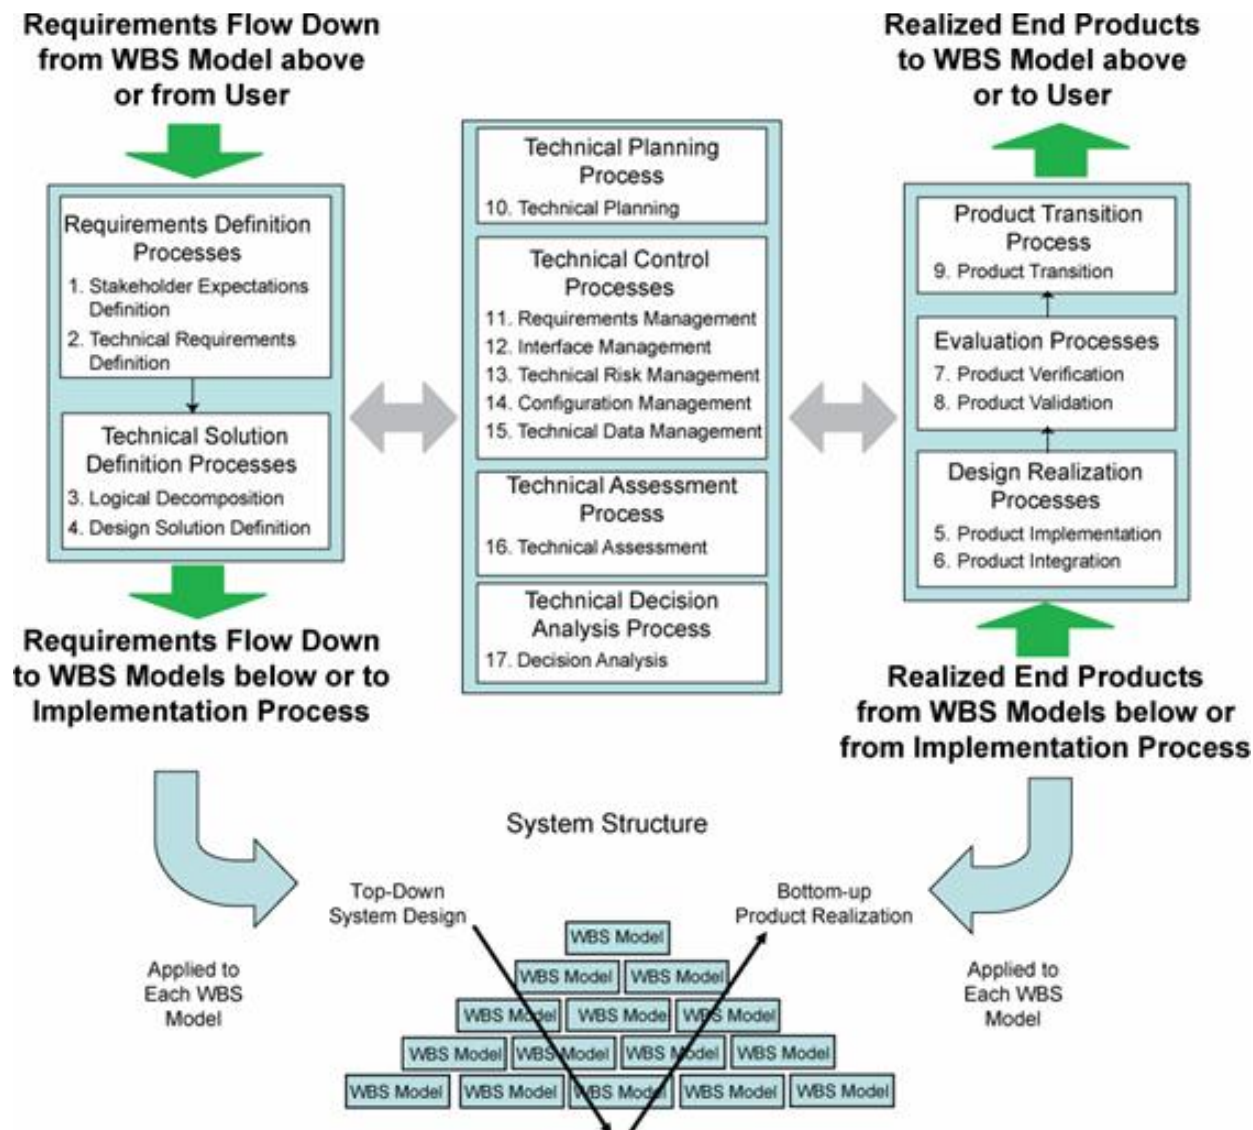 Requirements Flow Down
from WBS Model above
or from User
Requirements Definition
Processes
1. Stakeholder Expectations
Definition
2. Technical Requirements
Definition
Technical Solution
Definition Processes
3. Logical Decomposition
4. Design Solution Definition
Requirements Flow Down
to WBS Models below or to
Implementation Process
Technical Planning
Process
10. Technical Planning
Technical Control
Processes
11. Requirements Management
12. Interface Management
13. Technical Risk Management
14. Configuration Management
15. Technical Data Management
Technical Assessment
Process
16. Technical Assessment
Technical Decision
Analysis Process
17. Decision Analysis
Realized End Products
to WBS Model above
or to User
Product Transition
Process
9. Product Transition
Evaluation Processes
7. Product Verification
8. Product Validation
Design Realization
Processes
5. Product Implementation
6. Product Integration
Realized End Products
from WBS Models below or
from Implementation Process
System Structure
Top-Down
System Design
Bottom-up
Product Realization
Applied to
Each WBS
Model
Applied to
Each WBS
Model
WBS Model
WBS Model WBS Model
WBS Model WBS Model WBS Model
WBS Model WBS Model WBS Model WBS Model
WBS Model WBS Model WBS Model WBS Model WBS Model